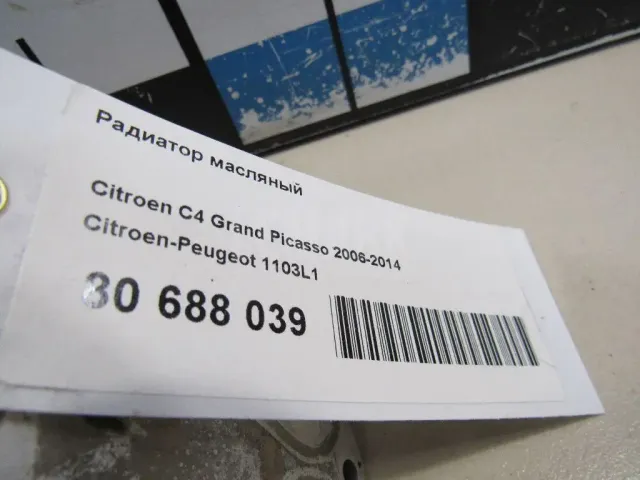 Радиатор масляный
Citroen C4 Grand Picasso 2006-2014
Citroen-Peugeot 1103L1
30 688 039